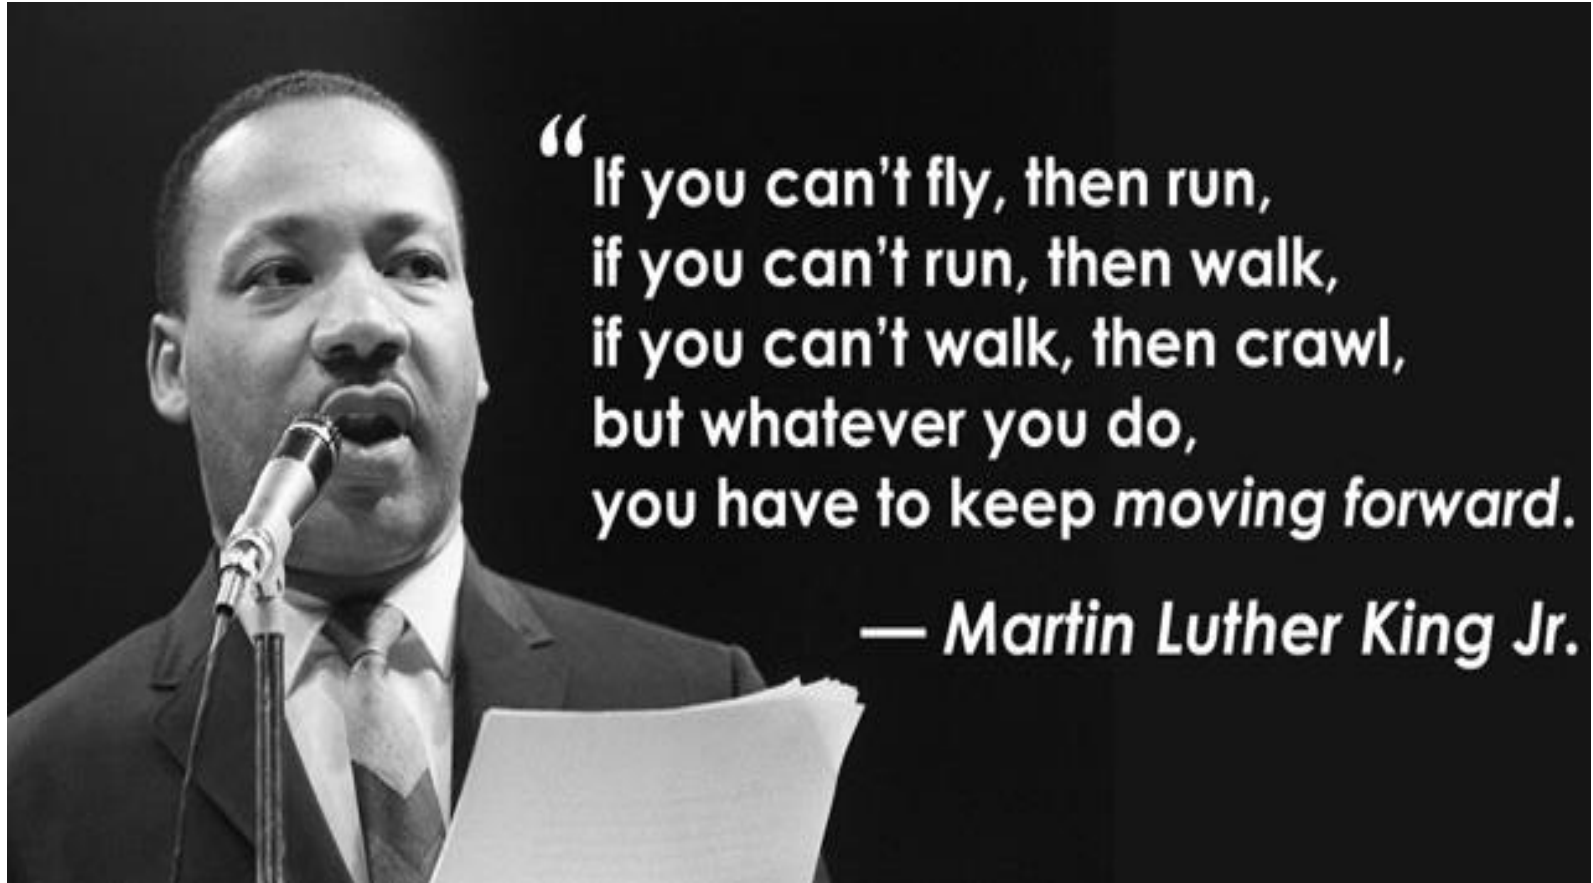 “If you can’t fly, then run,
if you can’t run, then walk,
if you can’t walk, then crawl,
but whatever you do,
you have to keep moving forward.
— Martin Luther King Jr.